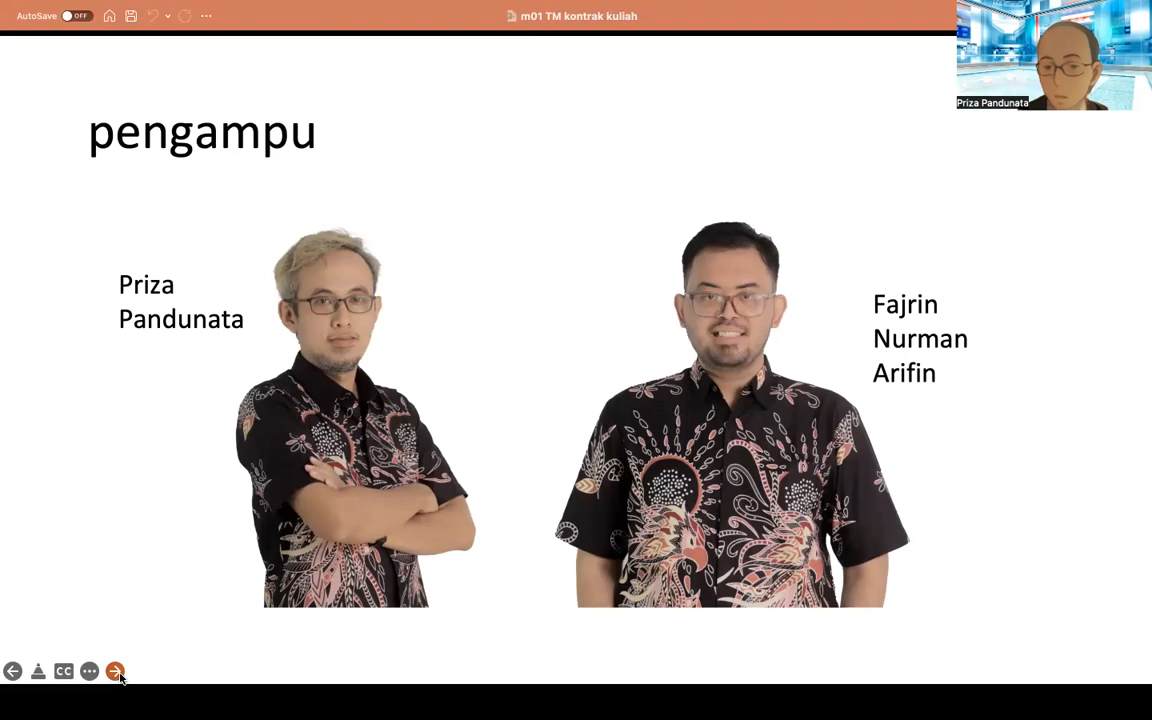 AutoSave OFF
m01 TM kontrak kuliah
Priza Pandunata
pengampu
Priza
Pandunata
Fajrin
Nurman
Arifin
CC